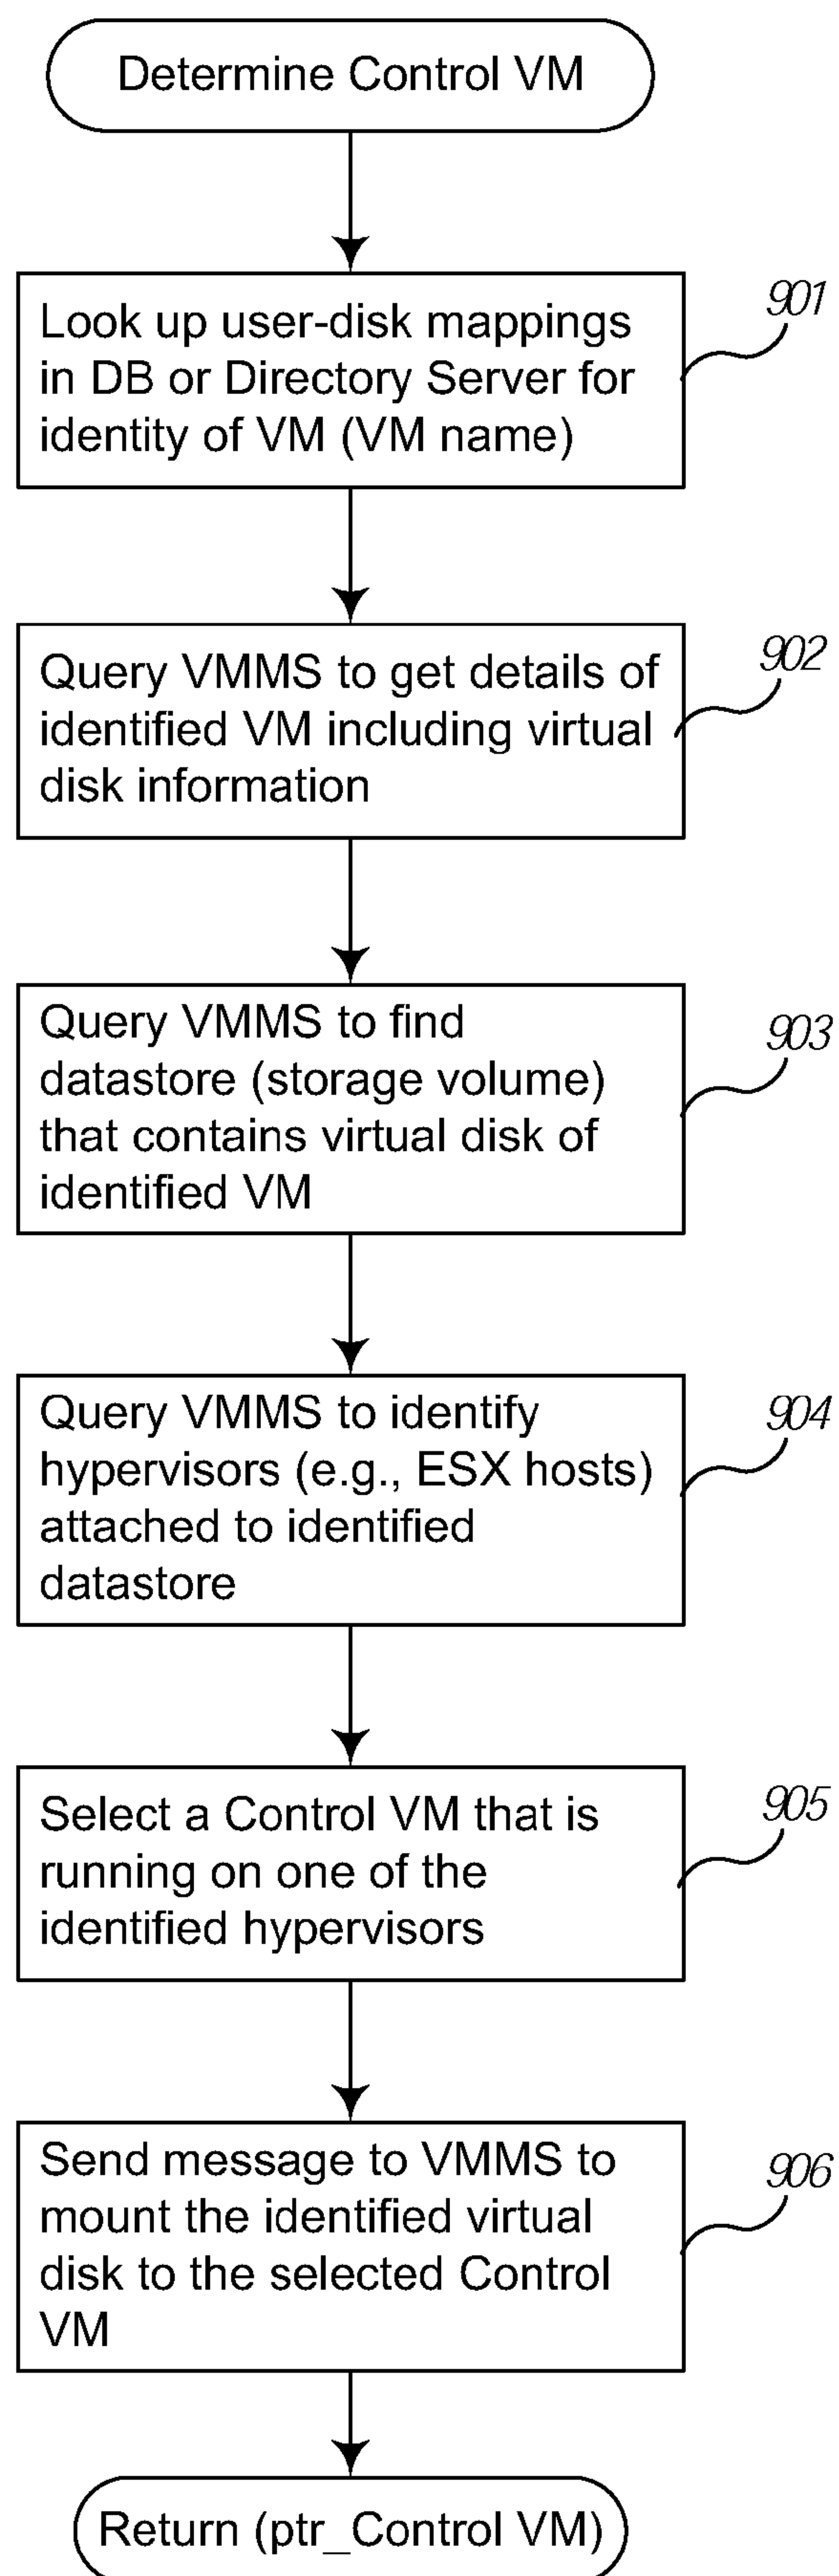 Determine Control VM
Look up user-disk mappings
in DB or Directory Server for
identity of VM (VM name)
901
Query VMMS to get details of
identified VM including virtual
disk information
902
Query VMMS to find
datastore (storage volume)
that contains virtual disk of
identified VM
903
Query VMMS to identify
hypervisors (e.g., ESX hosts)
attached to identified
datastore
904
Select a Control VM that is
running on one of the
identified hypervisors
905
Send message to VMMS to
mount the identified virtual
disk to the selected Control
VM
906
Return (ptr_Control VM)